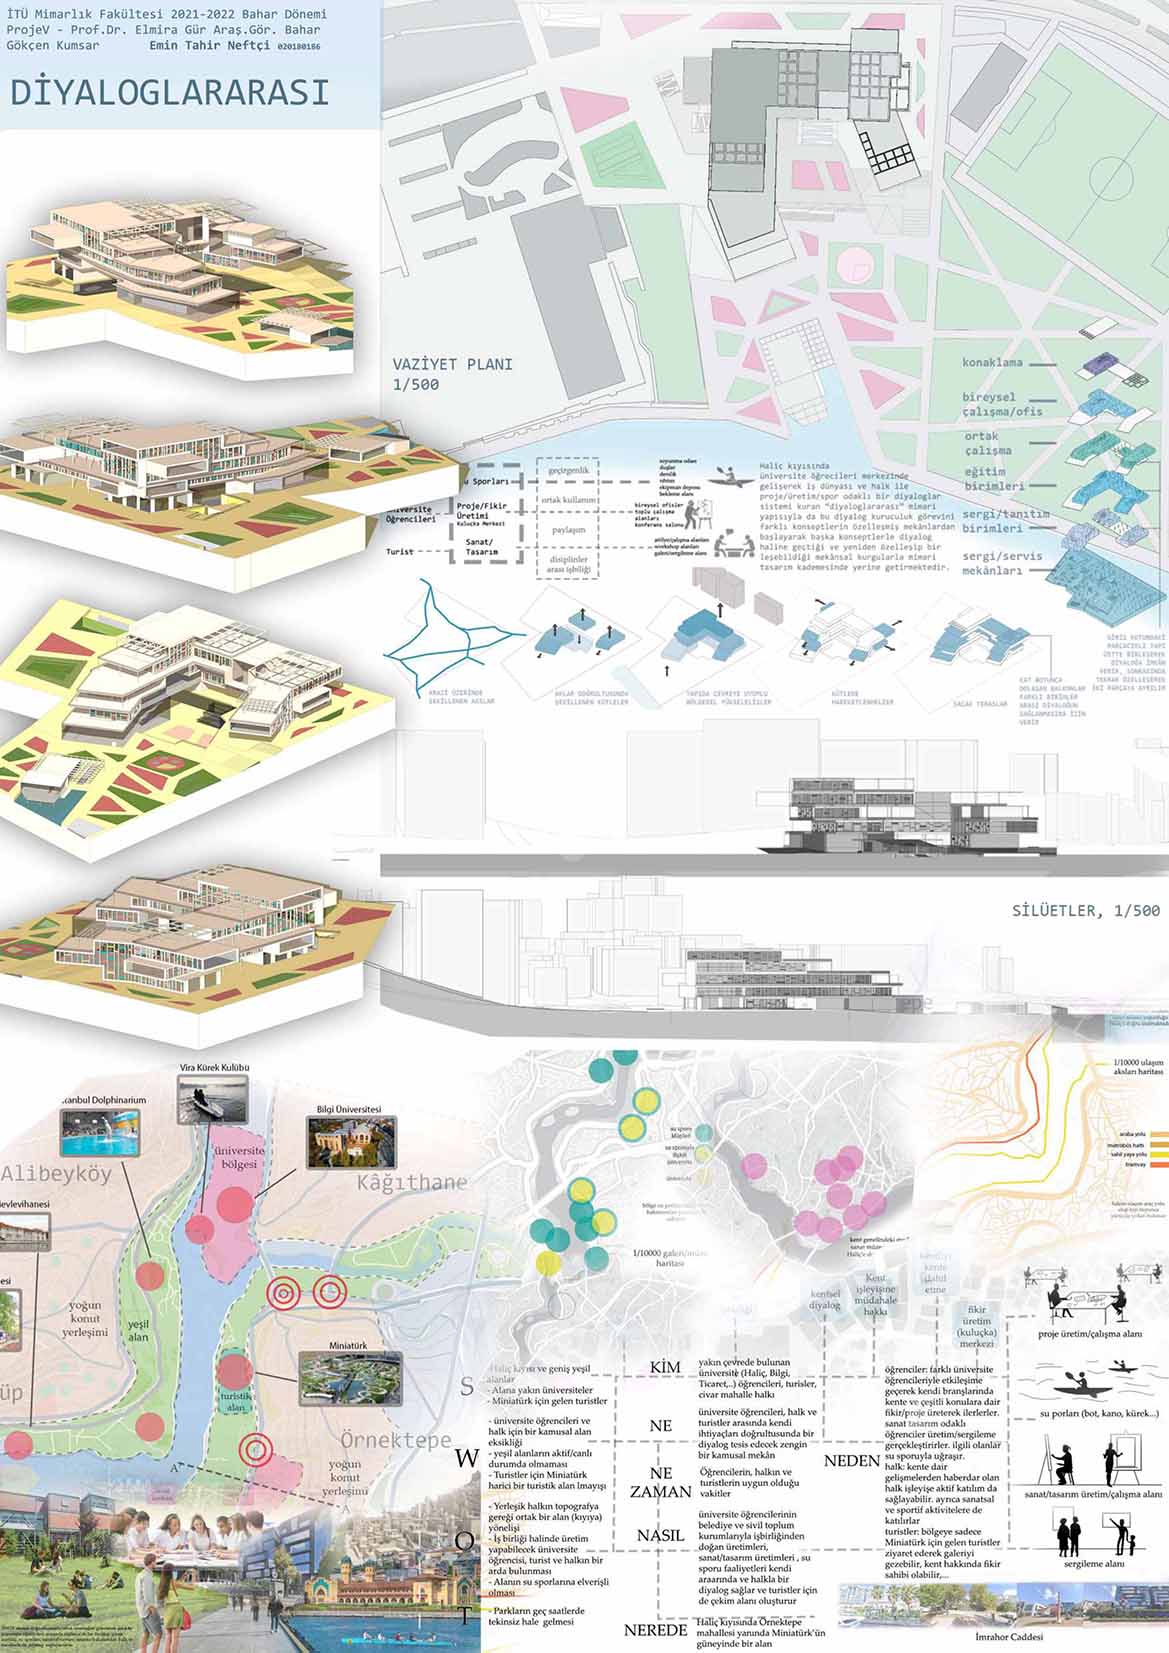 İTÜ Mimarlık Fakültesi 2021-2022 Bahar Dönemi
ProjeV - Prof.Dr. Elmira Gür Araş.Gör. Bahar
Gökçen Kumsar Emin Tahir Neftçi 020180186
DİYALOGLARARASI
VAZİYET PLANI
1/500
konaklama
bireysel
çalışma/ofis
ortak
çalışma
eğitim
birimleri
sergi/tanıtım
birimleri
sergi/servis
mekânları
Su Sporları
Proje/Fikir
Üretimi
Kuluçka Merkezi
Sanat/
Tasarım
Öğrencileri
Turist
geçirgenlik
ortak kullanım
paylaşım
disiplinler
arası işbiliği
soyunma odası
duşlar
bekleme alanı
bireysel ofisler
toplu çalışma
alanları
konferans salonu
atölye/çalışma alanları
workshop alanları
galeri/sergileme alanı
Haliç kıyısında
üniversite öğrecileri merkezinde
gelişerek iş dünyası ve halk ile
proje/üretim/spor odaklı bir diyaloglar
sistemi kuran "diyaloglararası" mimari
yapısıyla da bu diyalog kuruculuk görevini
farklı konseptlerin özelleşmiş mekânlardan
başlayarak başka konseptlerle diyalog
haline geçtiği ve yeniden özelleşip bir
leşebildiği mekânsal kurgularla mimari
tasarım kademesinde yerine getirmektedir.
ARAZİ ÜZERİNDE
ŞEKİLLENEN AKSLAR
AKLAR DOĞRULTUSUNDA
ŞEKİLLENEN KÜTLELER
YAPIDA ÇEVREYE UYUMLU
BÖLGESEL YÜKSELELİŞLER
KÜTLELER
HAREKETLENMELER
SAÇAK TERASLAR
KAT BOYUNCA
DOLAŞAN BALKONLAR
FARKLI BİRİMLER
ARASI DİYALOĞUN
SAĞLANMASINA İZİN
VERİR
GİRİŞ KOTUNDAKİ
PARÇACIKLI YAPI
ÜSTTE BİRLEŞEREK
DİYALOĞA İMKÂN
VERİR, SONRASINDA
TEKRAR ÖZELLEŞEREK
İKİ PARÇAYA AYRILIR
SİLÜETLER, 1/500
Vira Kürek Kulübü
İstanbul Dolphinarium
Bilgi Üniversitesi
Alibeyköy
üniversite
bölgesi
Kâğıthane
Mevlevihanesi
yoğun
konut
yerleşimi
yeşil
alan
Miniatürk
turistik
alan
Örnektepe
yoğun
konut
yerleşimi
su sporu
1/10000 galeri/müze
haritası
1/10000 ulaşım
aksları haritası
araba yolu
metrobüs hattı
sahil yaya yolu
tramvay
kentsel
diyalog
Kent
işleyişine
müdahale
hakkı
kendiyi
kente
dahil
etme
fikir
üretim
(kuluçka)
merkezi
S
Haliç kıyısı ve geniş yeşil
alanlar
- Alana yakın üniversiteler
- Miniatürk için gelen turistler
W
- üniversite öğrencileri ve
halk için bir kamusal alan
eksikliği
- yeşil alanların aktif/canlı
durumda olmaması
- Turistler için Miniatürk
harici bir turistik alan lmayışı
O
- Yerleşik halkın topografya
gereği ortak bir alan (kıyıya)
yönelişi
- İş birliği halinde üretim
yapabilecek üniversite
öğrencisi, turist ve halkın bir
arda bulunması
- Alanın su sporlarına elverişli
olması
T
- Parkların geç saatlerde
tekinsiz hale gelmesi
KİM
yakın çevrede bulunan
üniversite (Haliç, Bilgi,
Ticaret,..) öğrencileri, turisler,
civar mahalle halkı
NE
üniversite öğrencileri, halk ve
turistler arasında kendi
ihtiyaçları doğrultusunda bir
diyalog tesis edecek zengin
bir kamusal mekân
NE
ZAMAN
Öğrencilerin, halkın ve
turistlerin uygun olduğu
vakitler
NASIL
üniversite öğrencilerinin
belediye ve sivil toplum
kurumlarıyla işbirliğinden
doğan üretimleri,
sanat/tasarım üretimleri , su
sporu faaliyetleri kendi
araarında ve halkla bir
diyalog sağlar ve turistler için
de çekim alanı oluşturur
NEREDE
Haliç Kıyısında Örnektepe
mahallesi yanında Miniatürk'ün
güneyinde bir alan
NEDEN
öğrenciler: farklı üniversite
öğrencileriyle etkileşime
geçerek kendi branşlarında
kente ve çeşitli konulara dair
fikir/proje üreterek ilerlerler.
sanat tasarım odaklı
öğrenciler üretim/sergileme
gerçekleştirirler. ilgili olanlar
su sporuyla uğraşır.
halk: kente dair
gelişmelerden haberdar olan
halk işleyişe aktif katılım da
sağlayabilir. ayrıca sanatsal
ve sportif aktivitelere de
katılırlar
turistler: bölgeye sadece
Miniatürk için gelen turistler
ziyaret ederek galeriyi
gezebilir, kent hakkında fikir
sahibi olabilir,...
proje üretim/çalışma alanı
su porları (bot, kano, kürek...)
sanat/tasarım üretim/çalışma alanı
sergileme alanı
İmrahor Caddesi